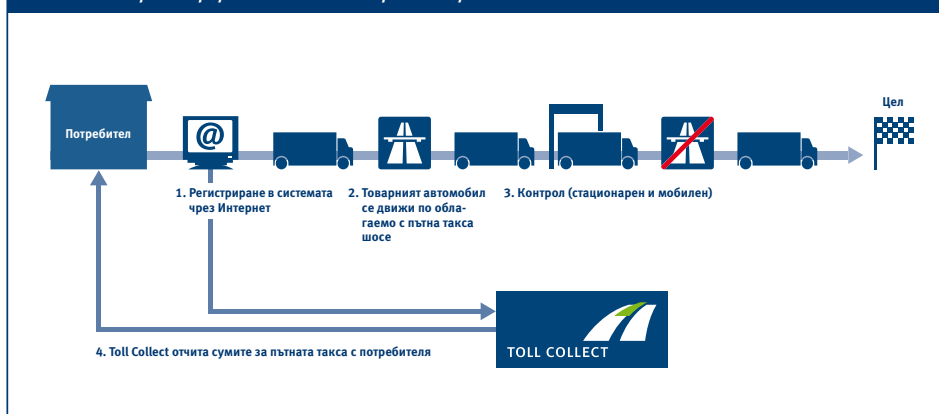 Цел
Потребител
@
1. Регистриране в системата
чрез Интернет
2. Товарният автомобил
се движи по обла-
гаемо с пътна такса
шосе
3. Контрол (стационарен и мобилен)
TOLL COLLECT
4. Toll Collect отчита сумите за пътната такса с потребителя